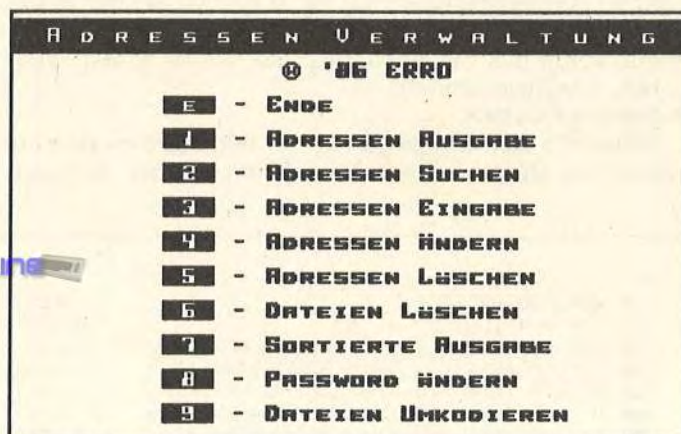 ADRESSEN VERWALTUNG
'86 ERRO
E - ENDE
1 - ADRESSEN AUSGABE
2 - ADRESSEN SUCHEN
3 - ADRESSEN EINGABE
4 - ADRESSEN ÄNDERN
5 - ADRESSEN LÖSCHEN
6 - DATEIEN LÖSCHEN
7 - SORTIERTE AUSGABE
8 - PASSWORD ÄNDERN
9 - DATEIEN UMKODIEREN